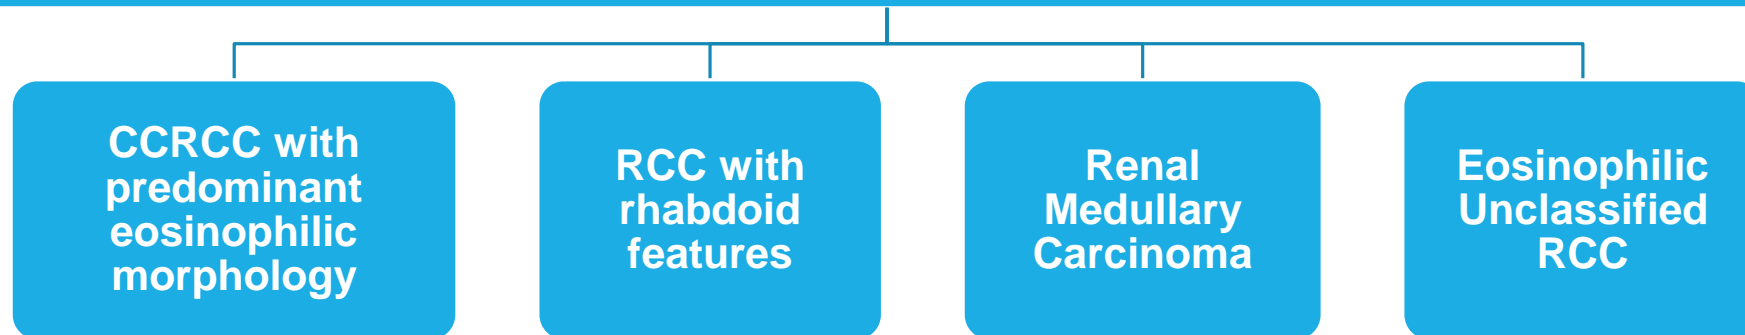 CCRCC with
predominant
eosinophilic
morphology
RCC with
rhabdoid
features
Renal
Medullary
Carcinoma
Eosinophilic
Unclassified
RCC